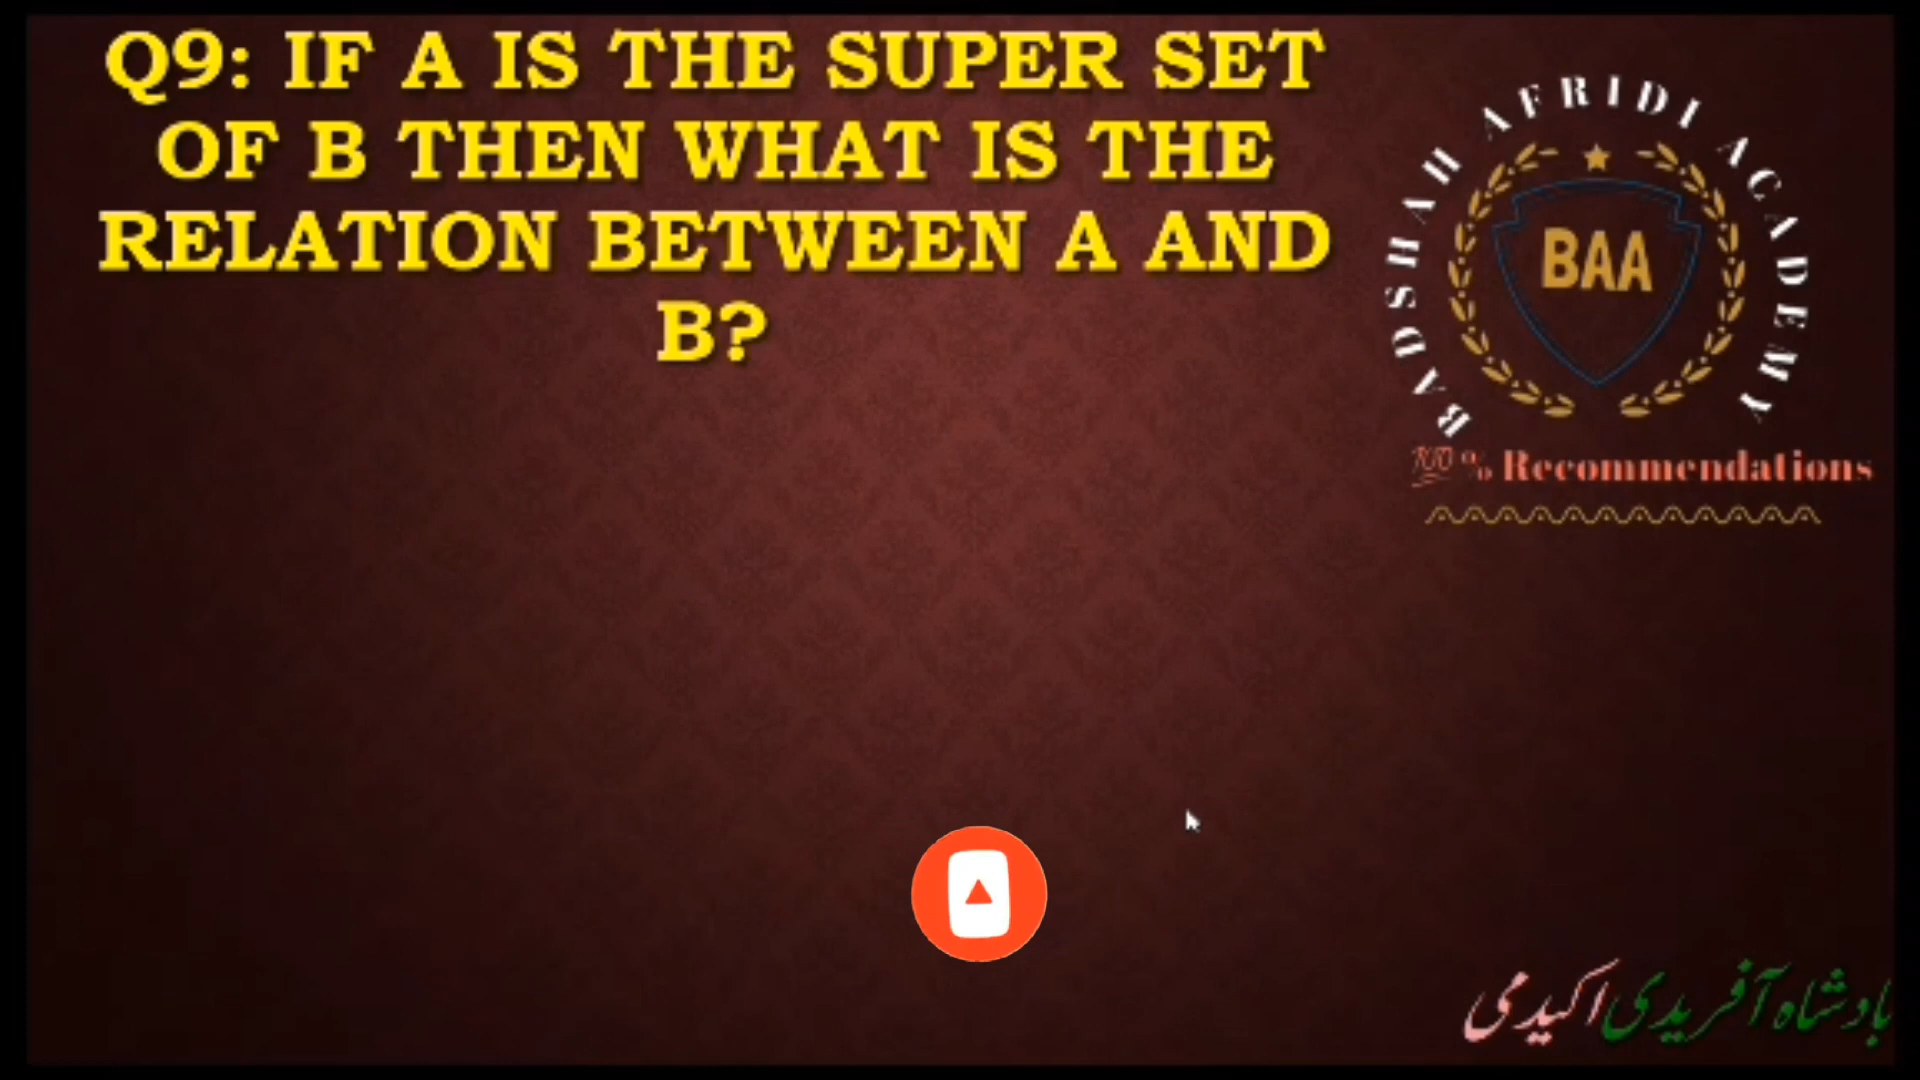 Q9: IF A IS THE SUPER SET
OF B THEN WHAT IS THE
RELATION BETWEEN A AND
B?
BADSHAH AFRIDI ACADEMY
BAA
100 % Recommendations
بادشاہ آفریدی اکیڈمی